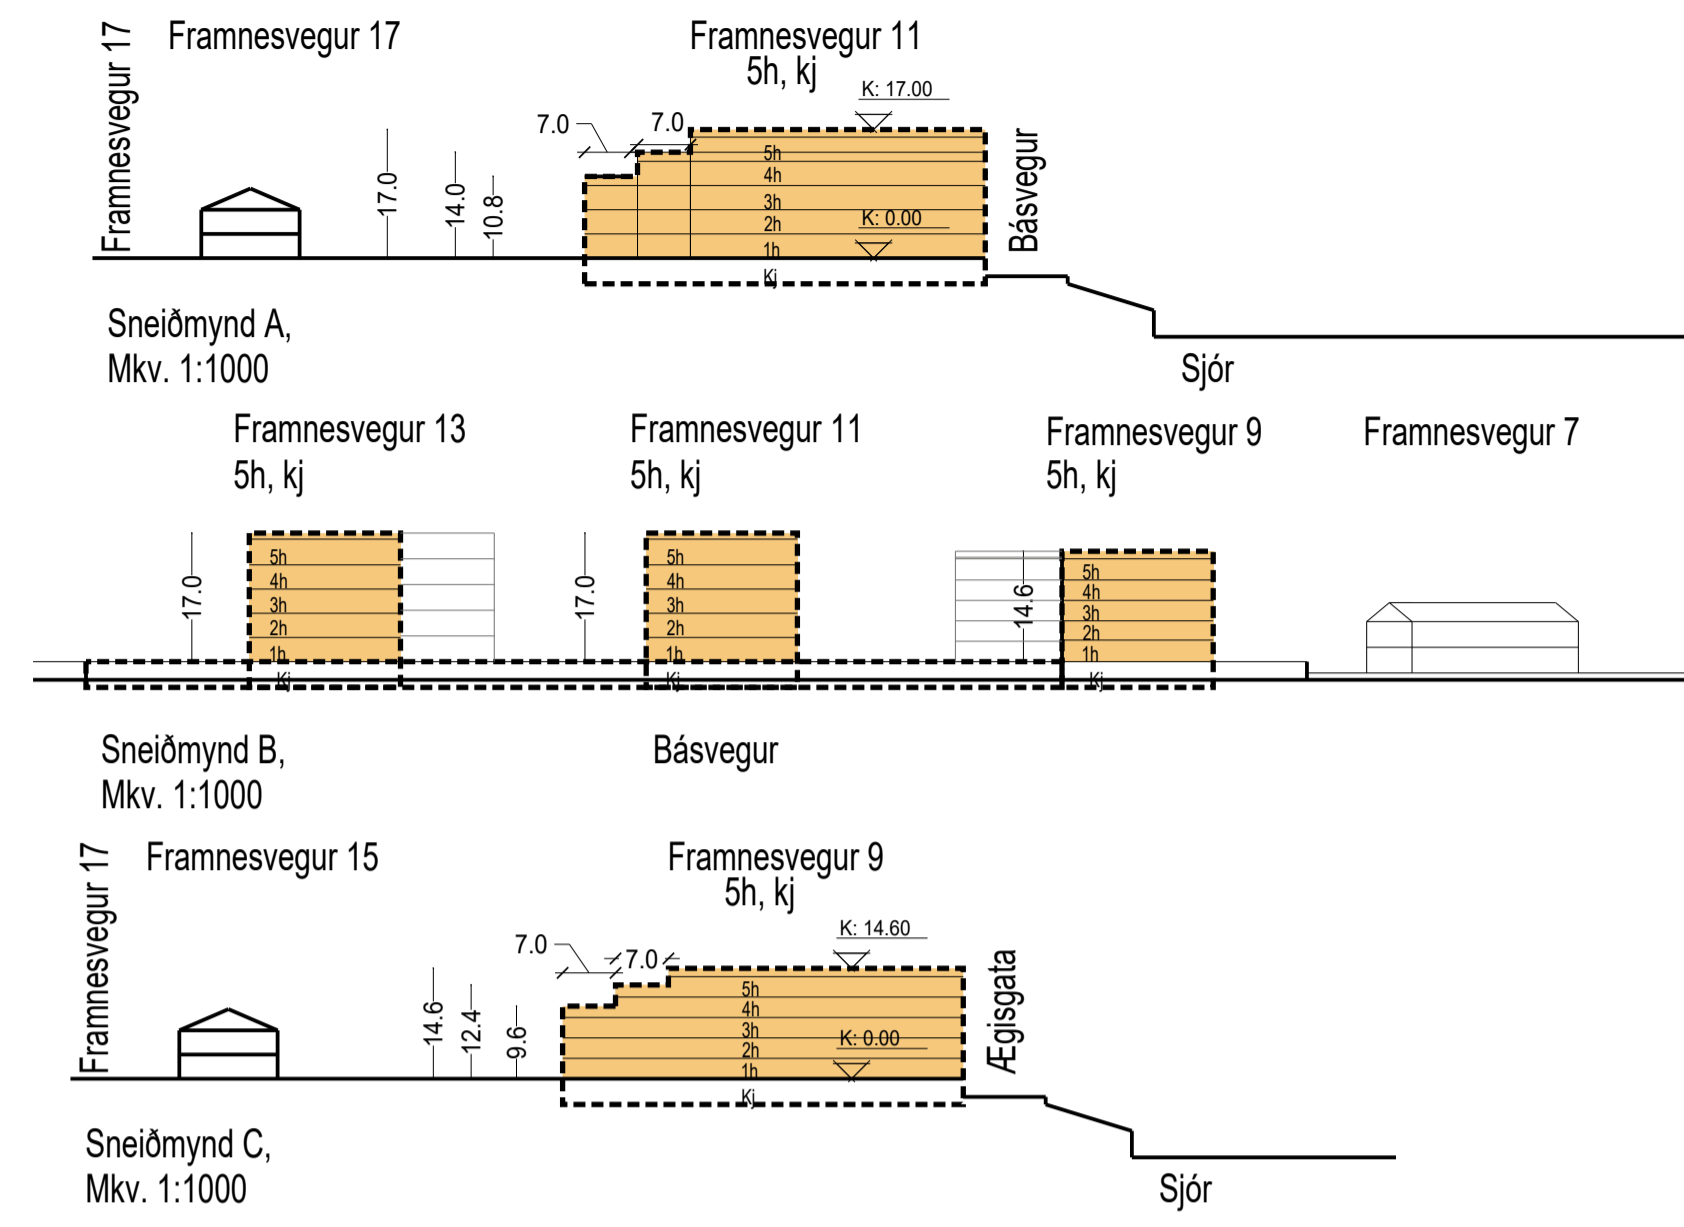 Framnesvegur 17
Framnesvegur 17
Framnesvegur 11
5h, kj
K: 17.00
7.0
7.0
17.0
14.0
10.8
5h
4h
3h
2h
1h
Kj
K: 0.00
Básvegur
Sneiðmynd A,
Mkv. 1:1000
Sjór
Framnesvegur 13
5h, kj
Framnesvegur 11
5h, kj
Framnesvegur 9
5h, kj
Framnesvegur 7
17.0
5h
4h
3h
2h
1h
Kj
17.0
5h
4h
3h
2h
1h
Kj
14.6
5h
4h
3h
2h
1h
Kj
Sneiðmynd B,
Mkv. 1:1000
Básvegur
Framnesvegur 17
Framnesvegur 15
Framnesvegur 9
5h, kj
K: 14.60
7.0
7.0
14.6
12.4
9.6
5h
4h
3h
2h
1h
Kj
K: 0.00
Ægisgata
Sneiðmynd C,
Mkv. 1:1000
Sjór